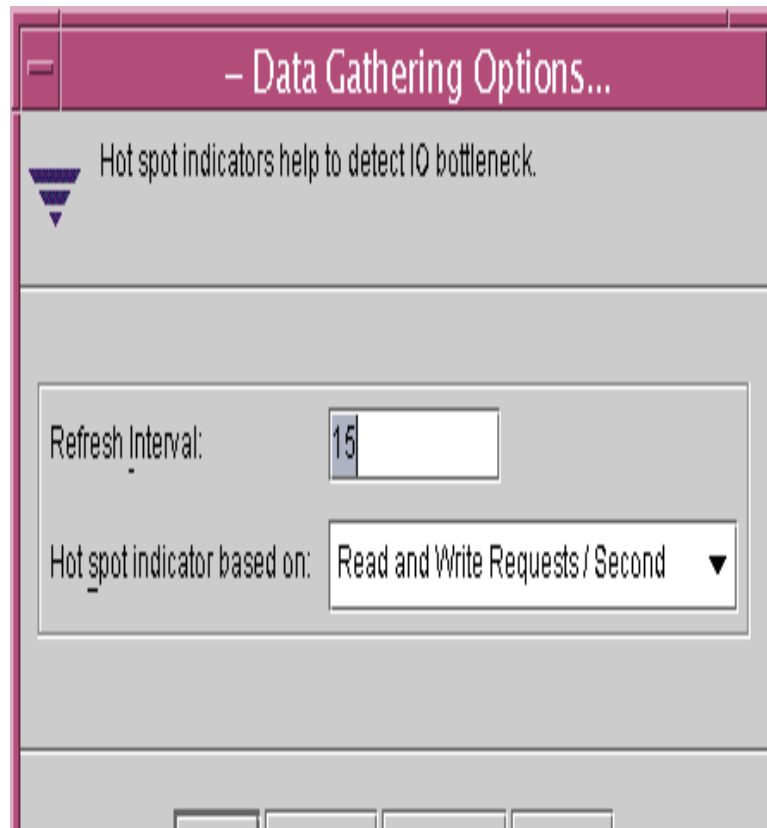 – Data Gathering Options...
Hot spot indicators help to detect IO bottleneck.
Refresh Interval: 15
Hot spot indicator based on: Read and Write Requests / Second